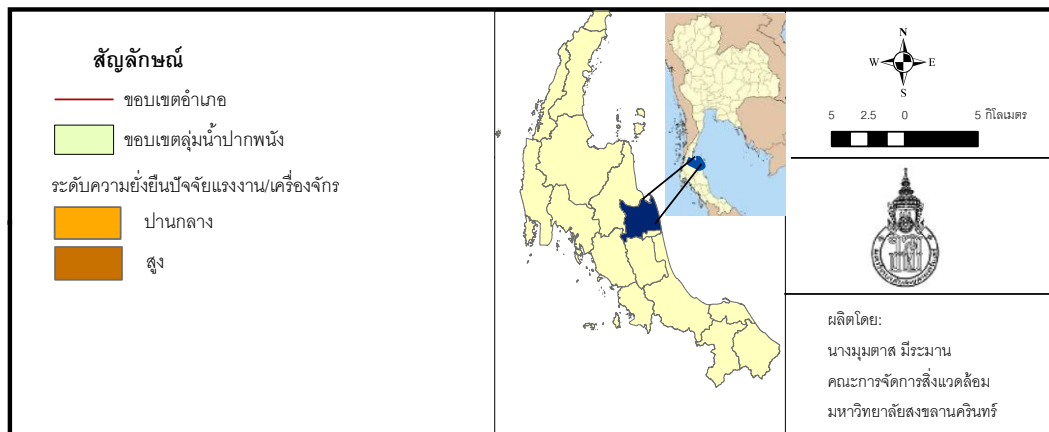 สัญลักษณ์
ขอบเขตอำเภอ
ขอบเขตลุ่มน้ำปากพนัง
ระดับความยั่งยืนปัจจัยแรงงาน/เครื่องจักร
ปานกลาง
สูง
N
W E
S
5 2.5 0 5 กิโลเมตร
ผลิตโดย:
นางมุมตาส มีระมาน
คณะการจัดการสิ่งแวดล้อม
มหาวิทยาลัยสงขลานครินทร์